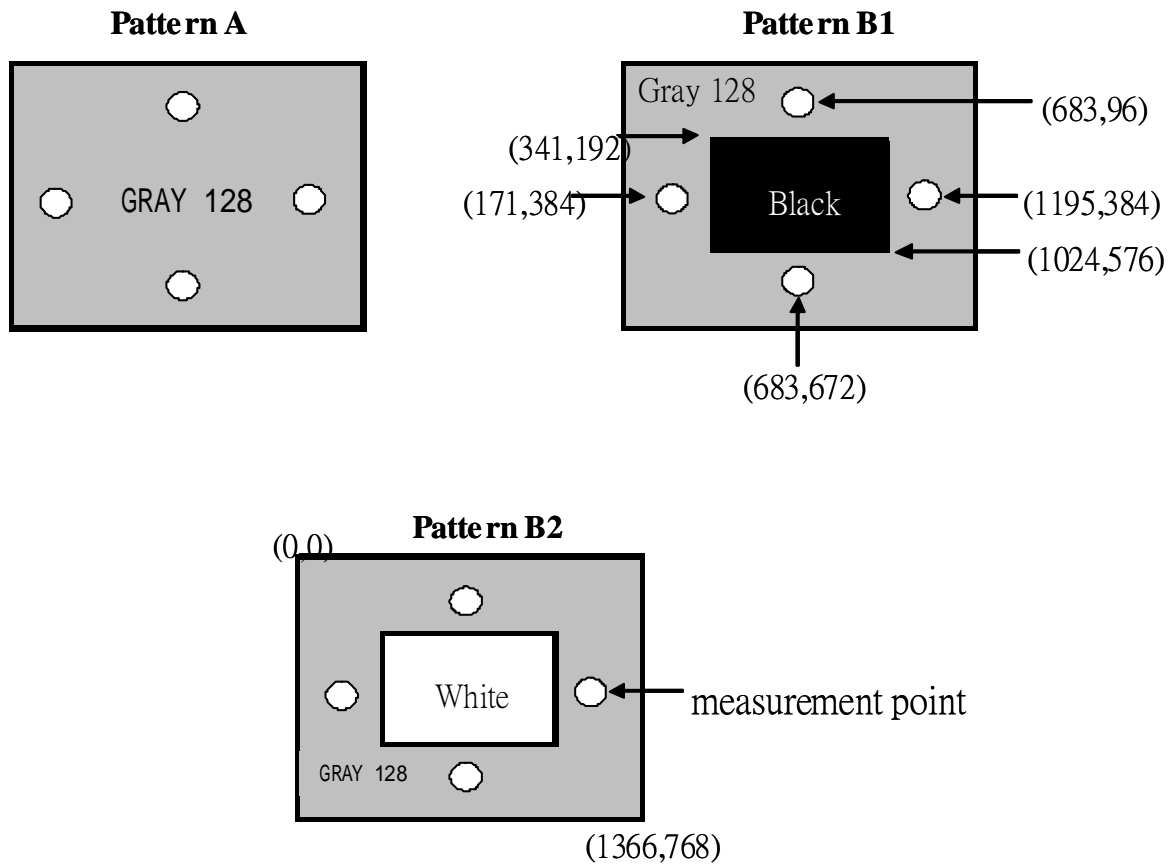 Pattern A
GRAY 128
Pattern B1
Gray 128
(683,96)
(341,192)
(171,384)
Black
(1195,384)
(1024,576)
(683,672)
Pattern B2
(0,0)
White
measurement point
GRAY 128
(1366,768)